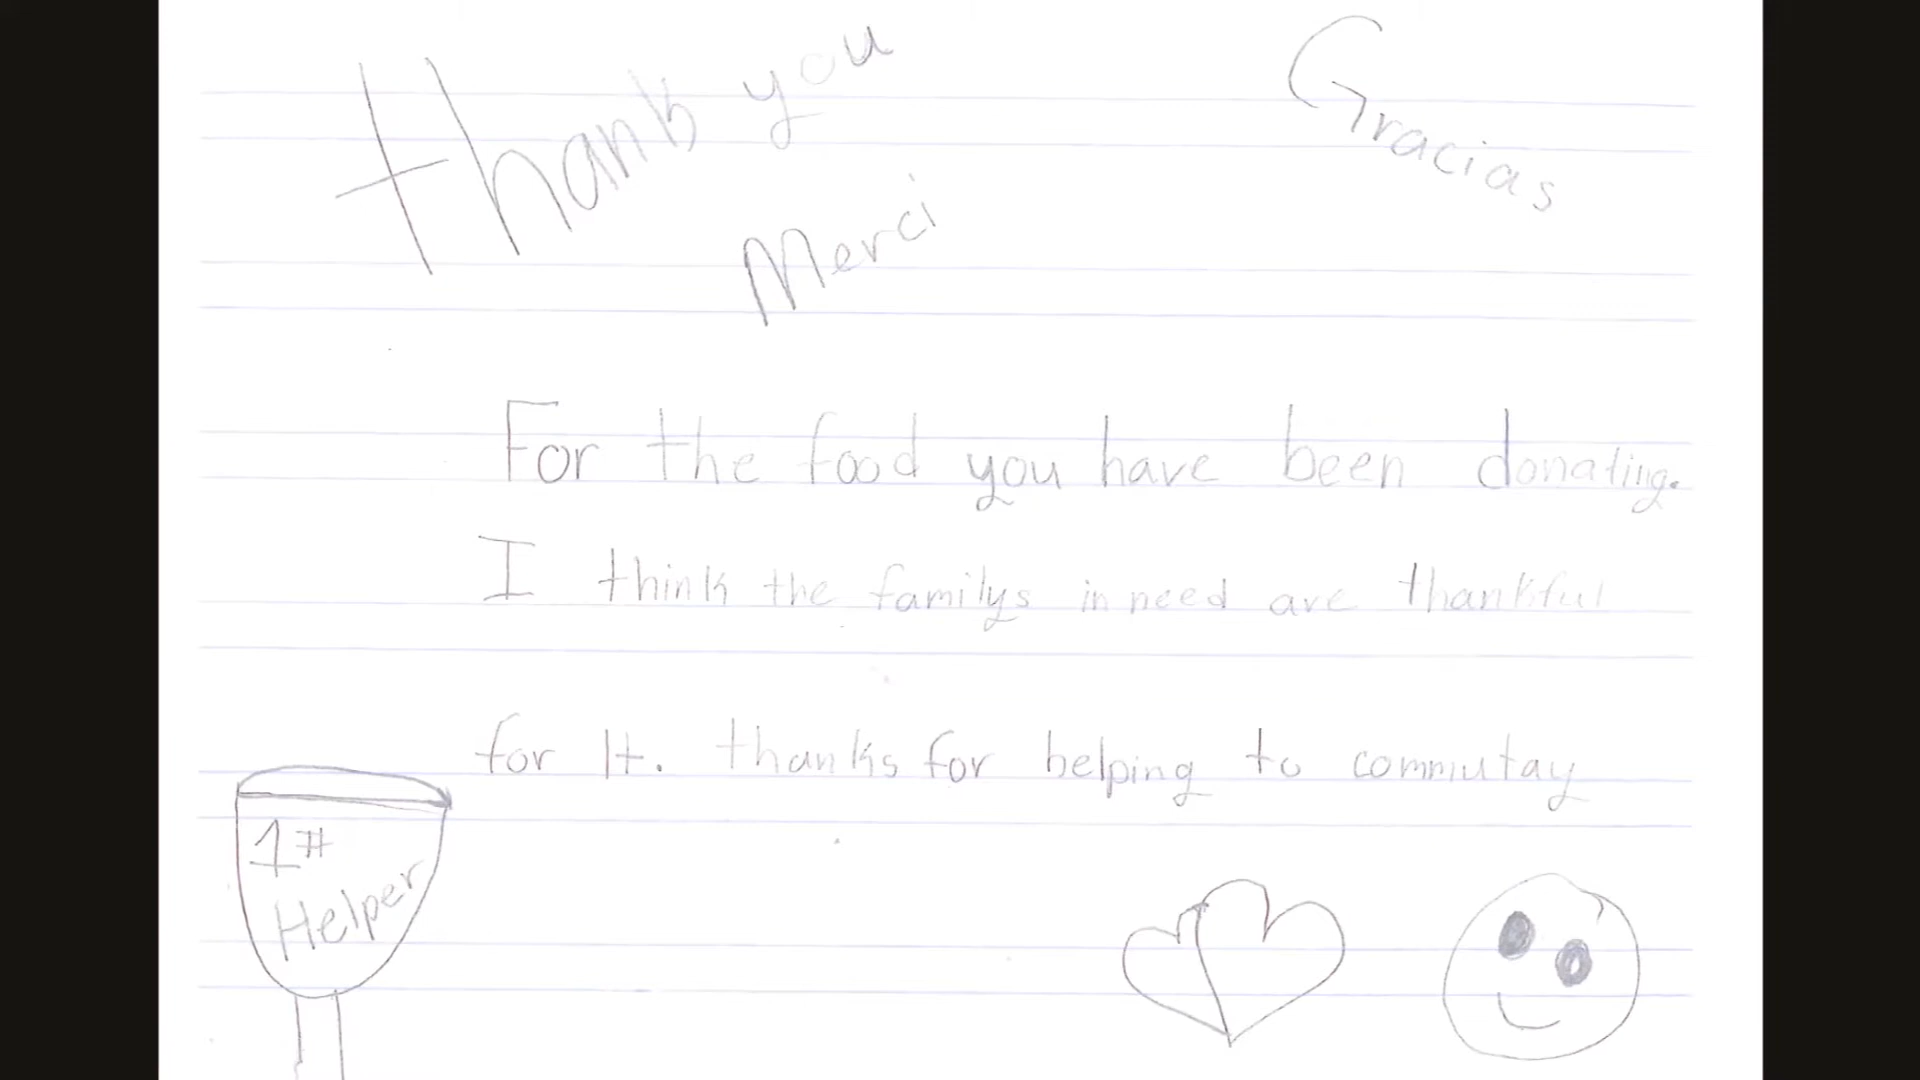 Thank you
Gracias
Merci
For the food you have been donating.
I think the familys in need are thankful
for It. thanks for helping to commutay
1#
Helper